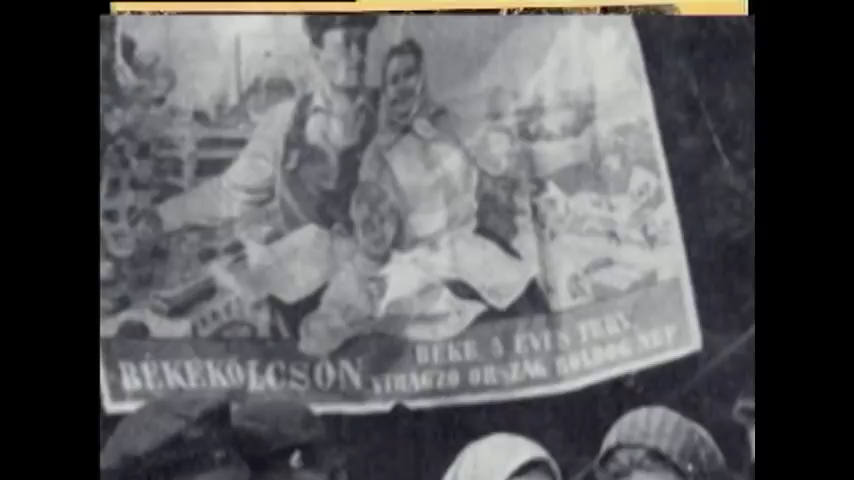 BÉKEKÖLCSÖN
BÉKE, 5 ÉVES TERV,
VIRÁGZÓ ORSZÁG BOLDOG NÉP